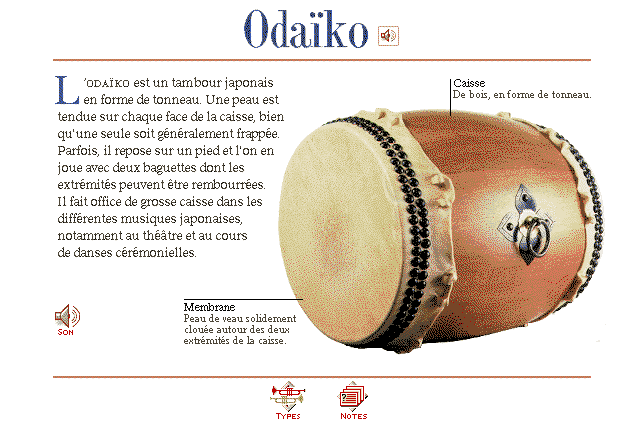 Odaïko
L'ODAÏKO est un tambour japonais
en forme de tonneau. Une peau est
tendue sur chaque face de la caisse, bien
qu'une seule soit généralement frappée.
Parfois, il repose sur un pied et l'on en
joue avec deux baguettes dont les
extrémités peuvent être rembourrées.
Il fait office de grosse caisse dans les
différentes musiques japonaises,
notamment au théâtre et au cours
de danses cérémonielles.
Caisse
De bois, en forme de tonneau.
Membrane
Peau de veau solidement
clouée autour des deux
extrémités de la caisse.
SON
TYPES
NOTES